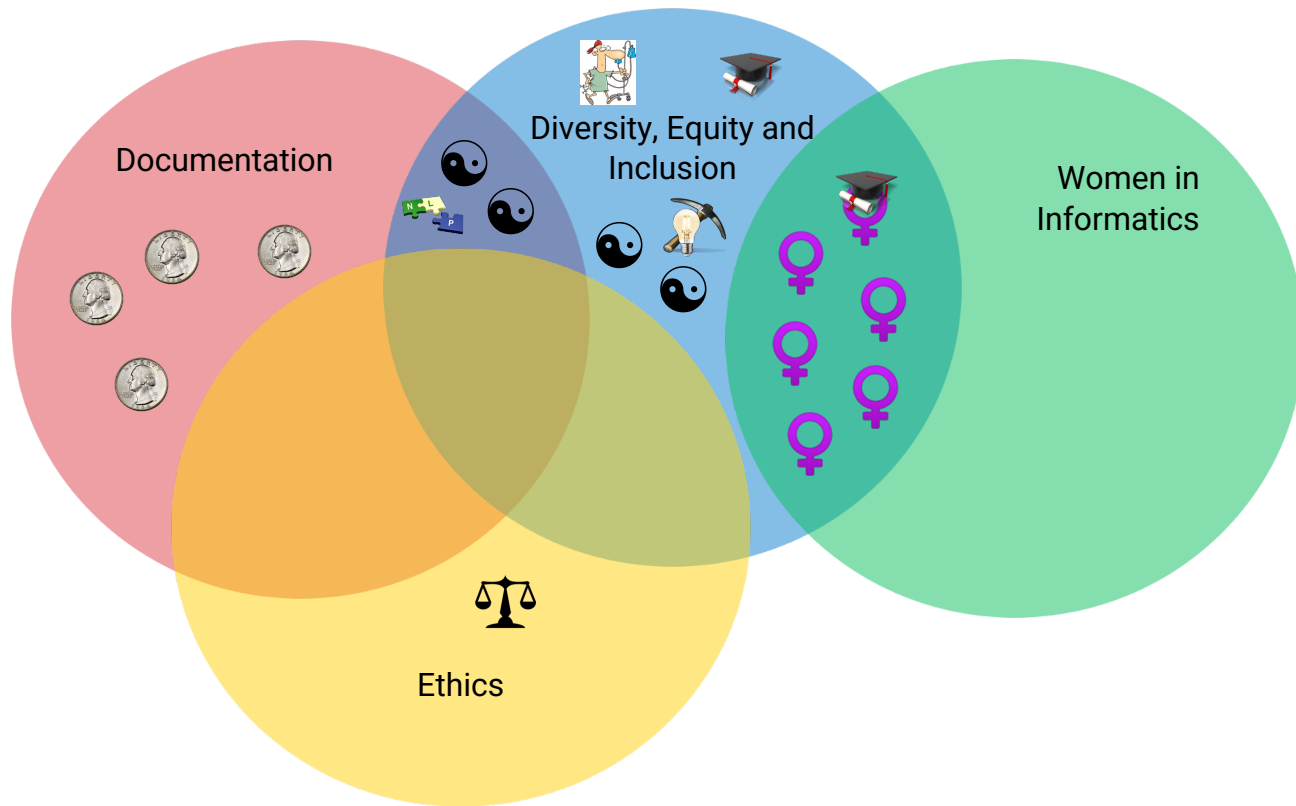 Documentation
Diversity, Equity and
Inclusion
Women in
Informatics
N L
P
Ethics